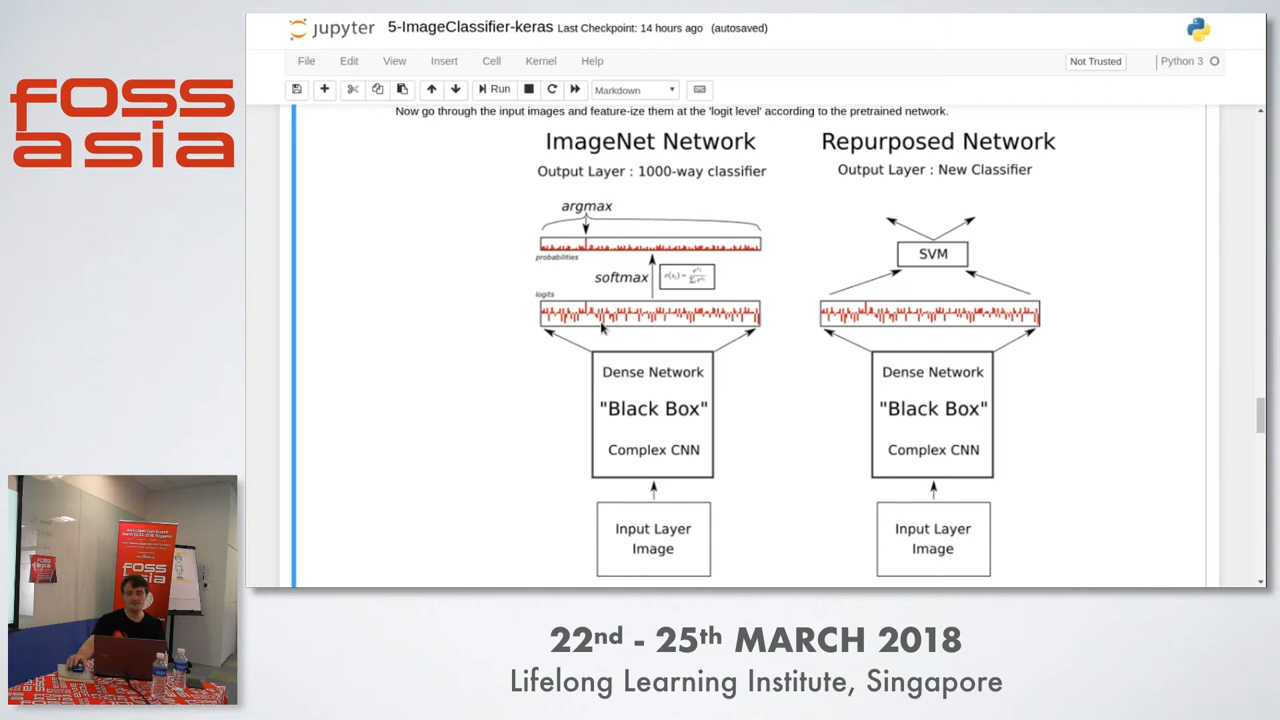 foss
asia
jupyter 5-ImageClassifier-keras Last Checkpoint: 14 hours ago (autosaved)
File Edit View Insert Cell Kernel Help Not Trusted Python 3
Run Markdown
Now go through the input images and feature-ize them at the 'logit level' according to the pretrained network.
ImageNet Network
Output Layer : 1000-way classifier
argmax
probabilities
softmax
logits
Dense Network
"Black Box"
Complex CNN
Input Layer
Image
Repurposed Network
Output Layer : New Classifier
SVM
Dense Network
"Black Box"
Complex CNN
Input Layer
Image
foss
asia
22nd - 25th MARCH 2018
Lifelong Learning Institute, Singapore